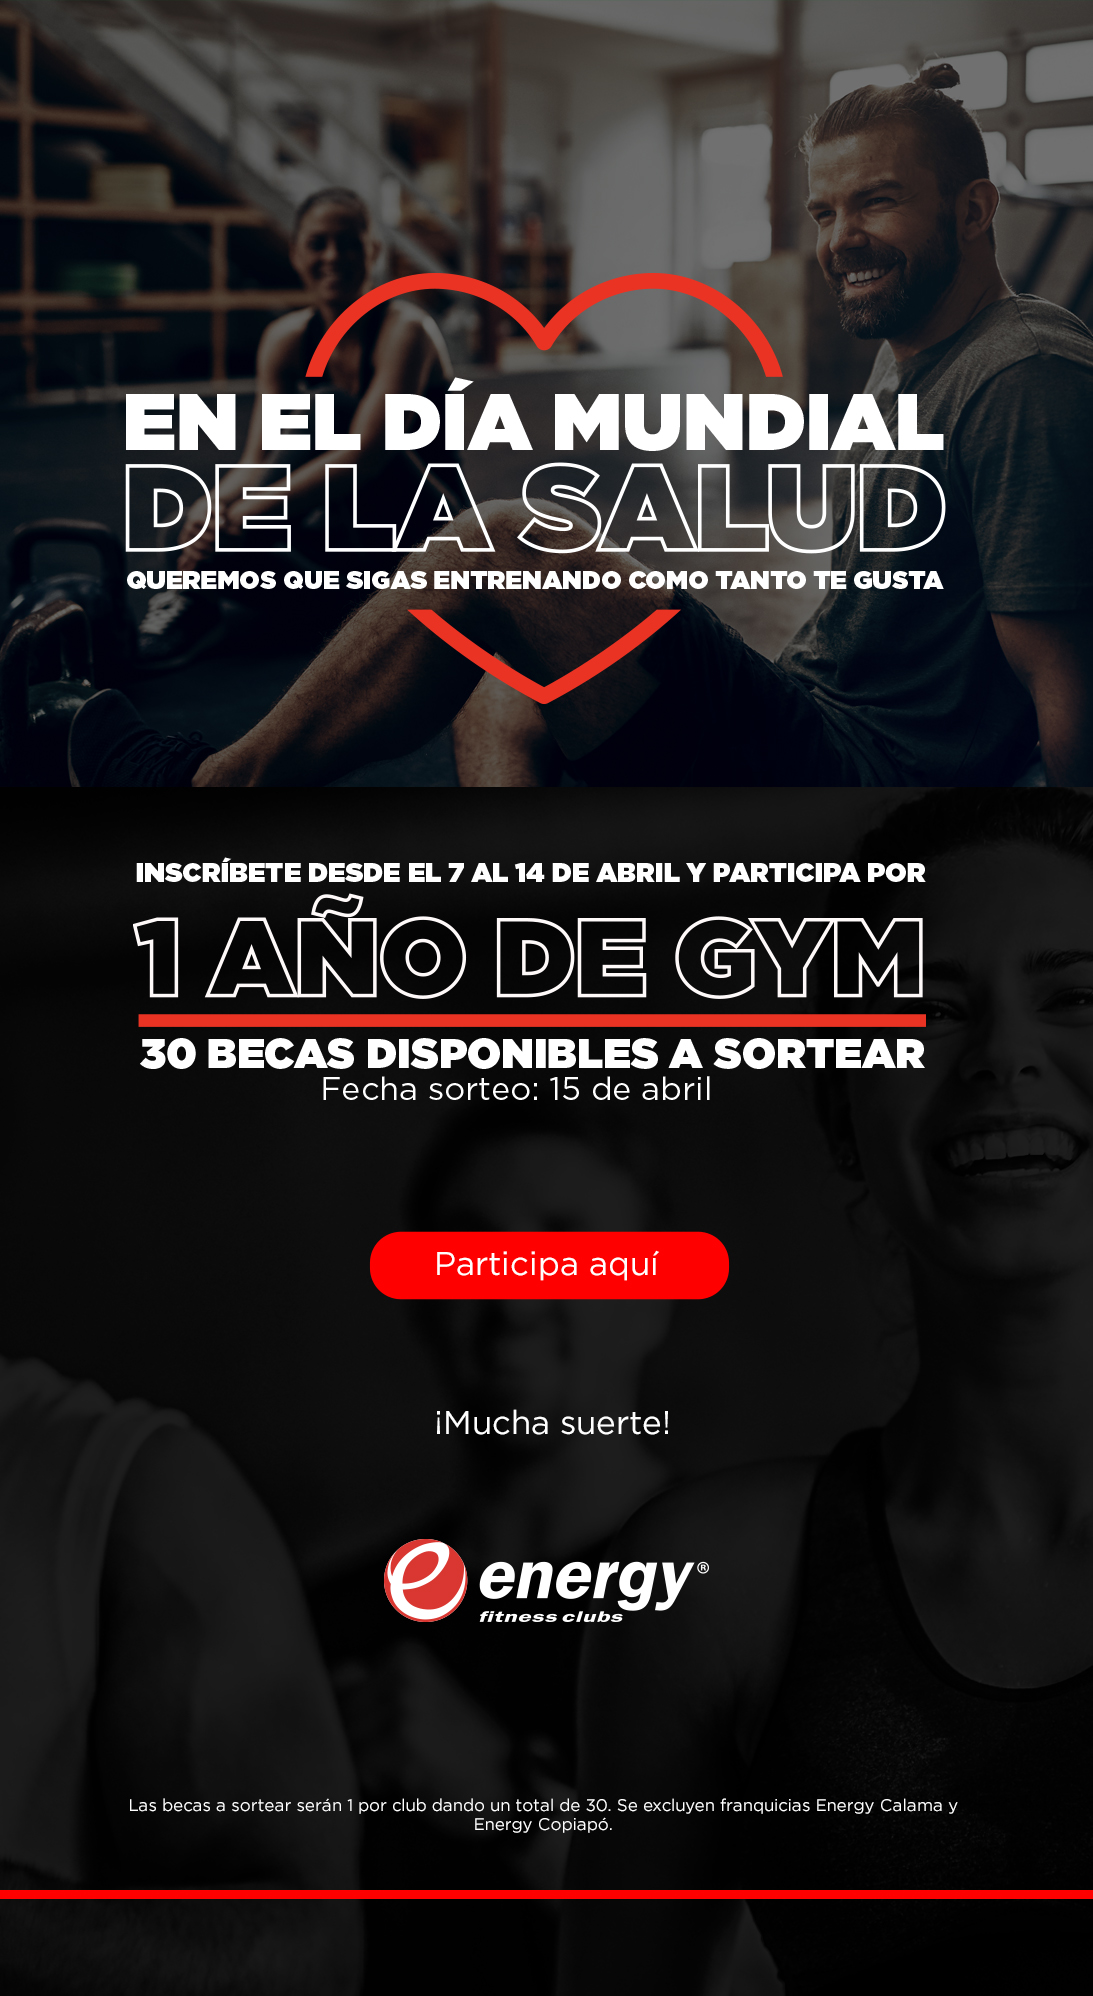 EN EL DÍA MUNDIAL
DE LA SALUD
QUEREMOS QUE SIGAS ENTRENANDO COMO TANTO TE GUSTA
INSCRÍBETE DESDE EL 7 AL 14 DE ABRIL Y PARTICIPA POR
1 AÑO DE GYM
30 BECAS DISPONIBLES A SORTEAR
Fecha sorteo: 15 de abril
Participa aquí
¡Mucha suerte!
energy®
fitness clubs
Las becas a sortear serán 1 por club dando un total de 30. Se excluyen franquicias Energy Calama y
Energy Copiapó.